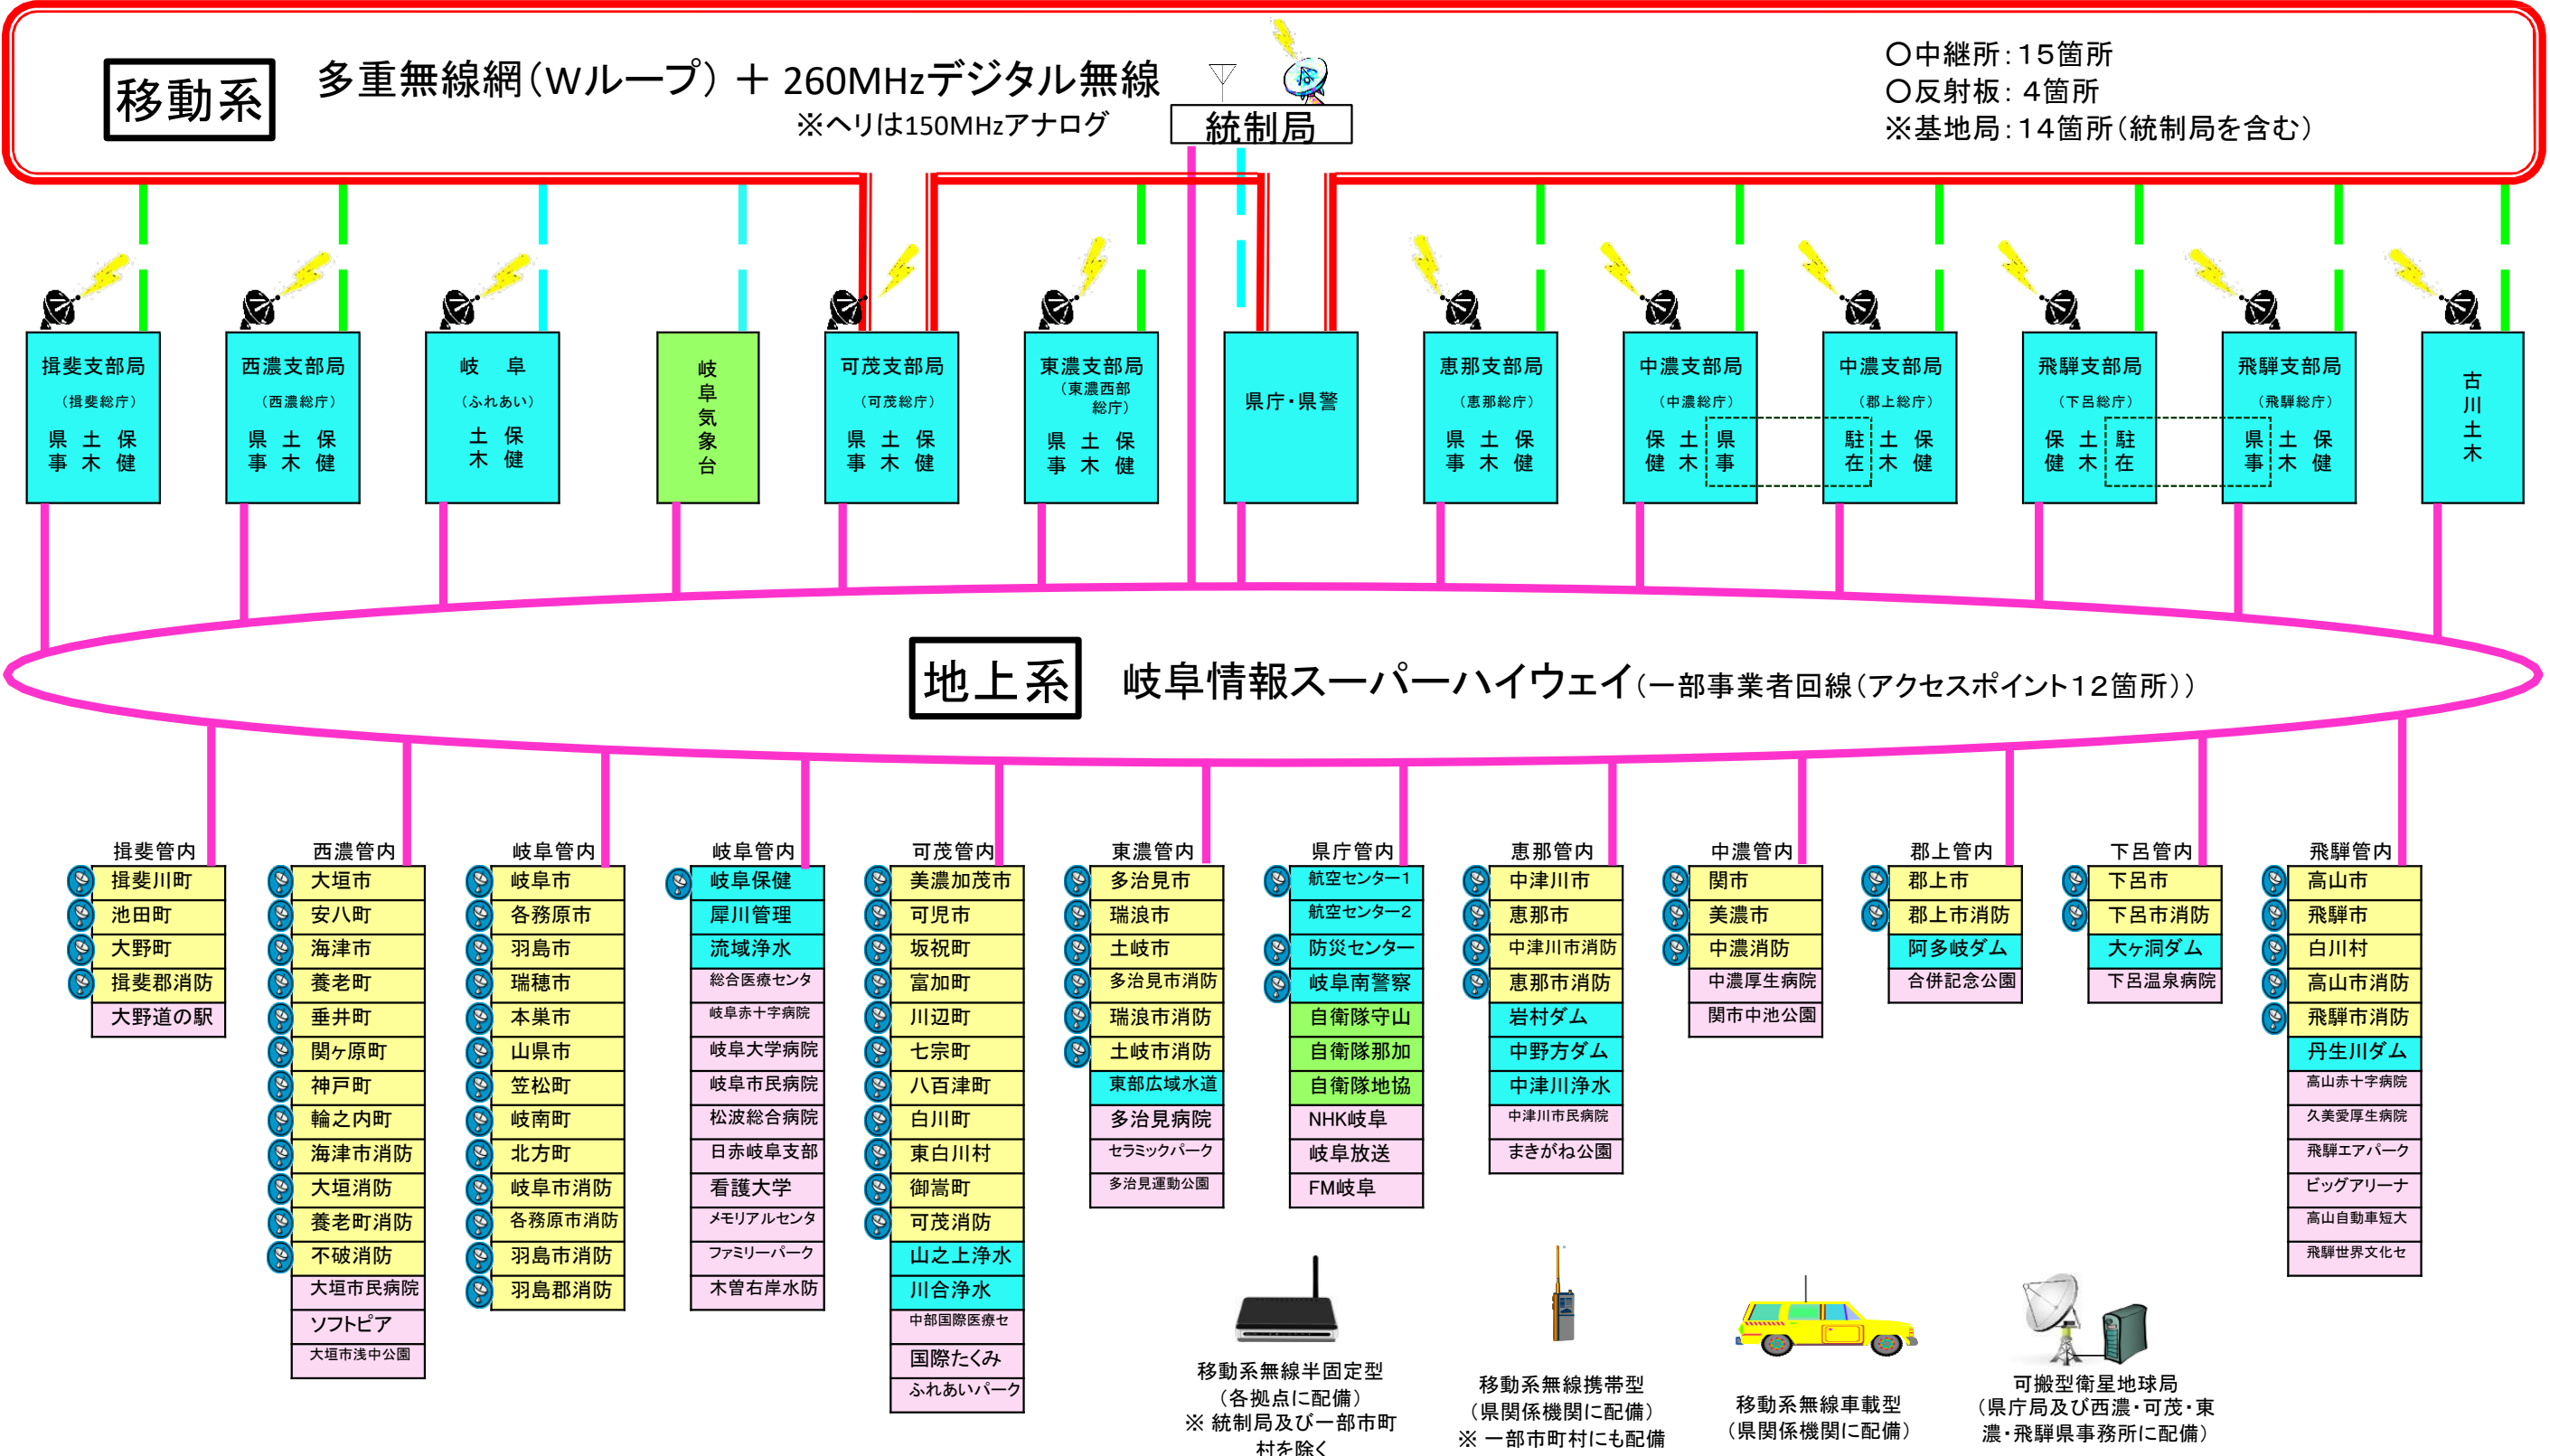 移動系
多重無線網(Wループ) + 260MHzデジタル無線
※ヘリは150MHzアナログ
統制局
○中継所:15箇所
○反射板:4箇所
※基地局:14箇所(統制局を含む)
揖斐支部局
(揖斐総庁)
県事 土木 保健
西濃支部局
(西濃総庁)
県事 土木 保健
岐 阜
(ふれあい)
土木 保健
岐阜気象台
可茂支部局
(可茂総庁)
県事 土木 保健
東濃支部局
(東濃西部
総庁)
県事 土木 保健
県庁・県警
恵那支部局
(恵那総庁)
県事 土木 保健
中濃支部局
(中濃総庁)
保健 土木 県事
中濃支部局
(郡上総庁)
駐在 土木 保健
飛騨支部局
(下呂総庁)
保健 土木 駐在
飛騨支部局
(飛騨総庁)
県事 土木 保健
古川土木
地上系
岐阜情報スーパーハイウェイ(一部事業者回線(アクセスポイント12箇所))
揖斐管内
揖斐川町
池田町
大野町
揖斐郡消防
大野道の駅
西濃管内
大垣市
安八町
海津市
養老町
垂井町
関ヶ原町
神戸町
輪之内町
海津市消防
大垣消防
養老町消防
不破消防
大垣市民病院
ソフトピア
大垣市浅中公園
岐阜管内
岐阜市
各務原市
羽島市
瑞穂市
本巣市
山県市
笠松町
岐南町
北方町
岐阜市消防
各務原市消防
羽島市消防
羽島郡消防
岐阜管内
岐阜保健
犀川管理
流域浄水
総合医療センタ
岐阜赤十字病院
岐阜大学病院
岐阜市民病院
松波総合病院
日赤岐阜支部
看護大学
メモリアルセンタ
ファミリーパーク
木曽右岸水防
可茂管内
美濃加茂市
可児市
坂祝町
富加町
川辺町
七宗町
八百津町
白川町
東白川村
御嵩町
可茂消防
山之上浄水
川合浄水
中部国際医療セ
国際たくみ
ふれあいパーク
東濃管内
多治見市
瑞浪市
土岐市
多治見市消防
瑞浪市消防
土岐市消防
東部広域水道
多治見病院
セラミックパーク
多治見運動公園
県庁管内
航空センター1
航空センター2
防災センター
岐阜南警察
自衛隊守山
自衛隊那加
自衛隊地協
NHK岐阜
岐阜放送
FM岐阜
恵那管内
中津川市
恵那市
中津川市消防
恵那市消防
岩村ダム
中野方ダム
中津川浄水
中津川市民病院
まきがね公園
中濃管内
関市
美濃市
中濃消防
中濃厚生病院
関市中池公園
郡上管内
郡上市
郡上市消防
阿多岐ダム
合併記念公園
下呂管内
下呂市
下呂市消防
大ヶ洞ダム
下呂温泉病院
飛騨管内
高山市
飛騨市
白川村
高山市消防
飛騨市消防
丹生川ダム
高山赤十字病院
久美愛厚生病院
飛騨エアパーク
ビッグアリーナ
高山自動車短大
飛騨世界文化セ
移動系無線半固定型
(各拠点に配備)
※ 統制局及び一部市町
村を除く
移動系無線携帯型
(県関係機関に配備)
※ 一部市町村にも配備
移動系無線車載型
(県関係機関に配備)
可搬型衛星地球局
(県庁局及び西濃・可茂・東
濃・飛騨県事務所に配備)